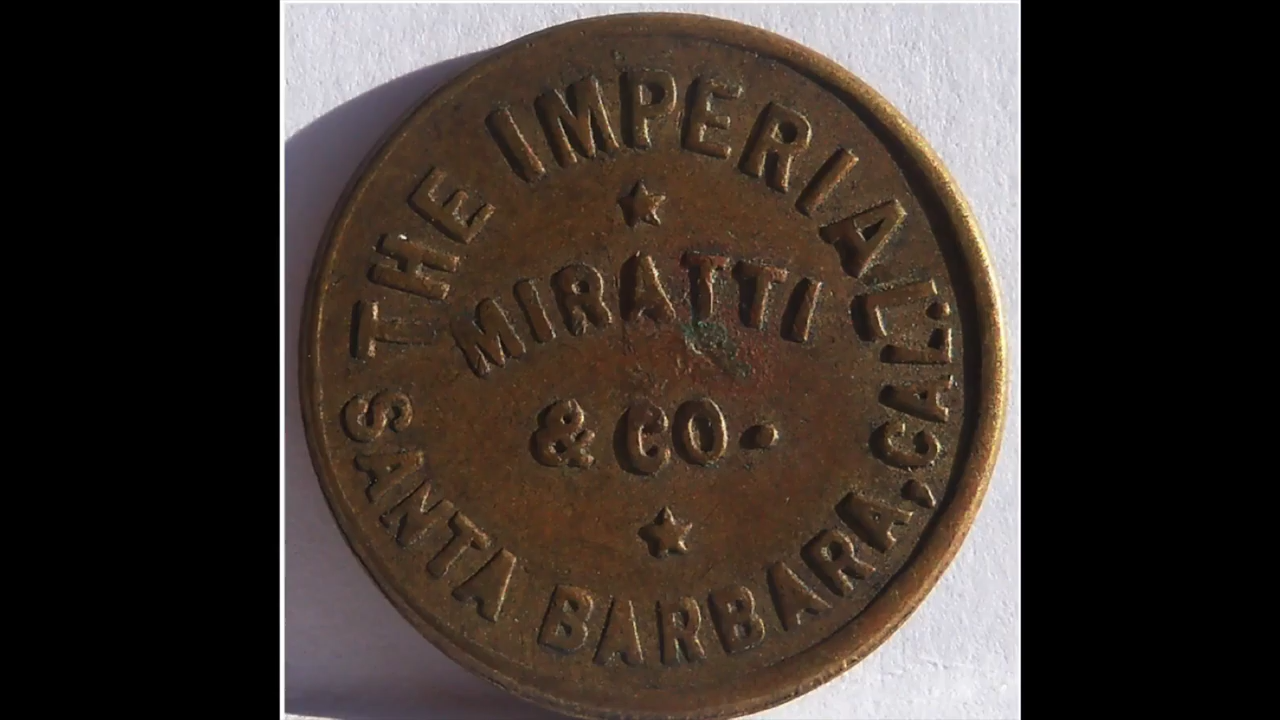 THE IMPERIAL
MIRATTI
& CO.
SANTA BARBARA, CAL.